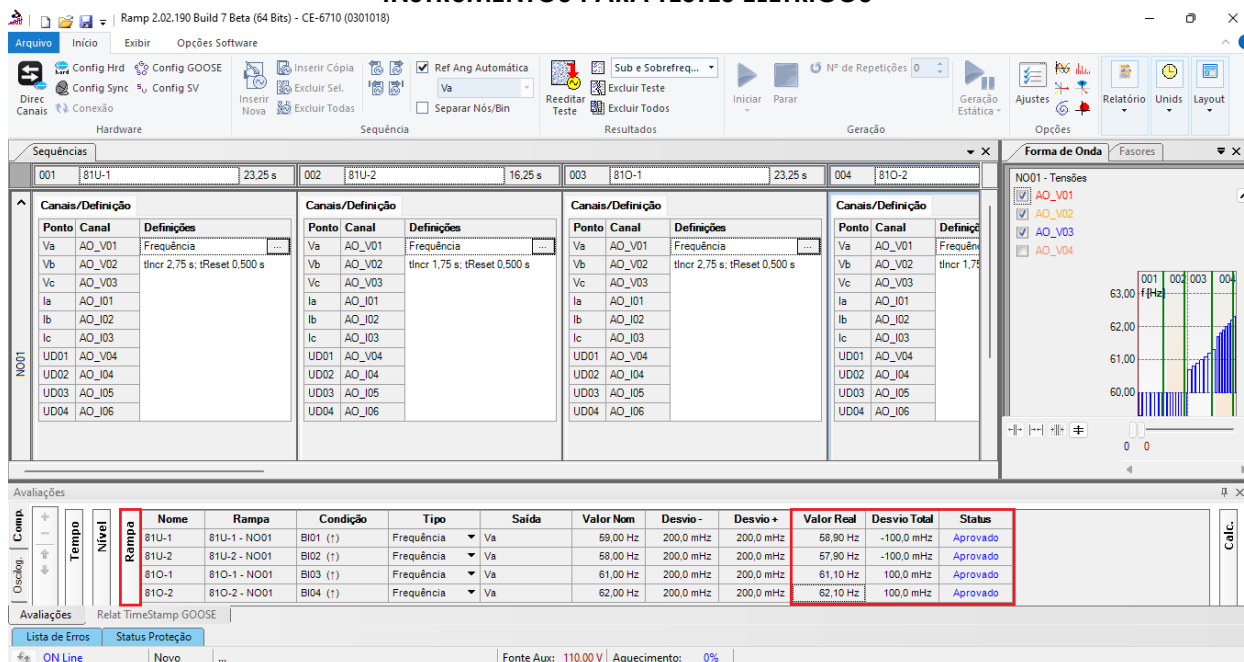 INSTRUMENTOS PARA TESTES ELÉTRICOS
Ramp 2.02.190 Build 7 Beta (64 Bits) - CE-6710 (0301018)
Arquivo Início Exibir Opções Software
Direc Canais
Config Hrd Config GOOSE
Config Sync Config SV
Conexão
Hardware
Inserir Nova
Inserir Cópia
Excluir Sel.
Excluir Todas
Ref Ang Automática
Va
Separar Nós/Bin
Sequência
Reeditar Teste
Sub e Sobrefreq...
Excluir Teste
Excluir Todos
Resultados
Iniciar Parar
Nº de Repetições 0
Geração Estática
Geração
Ajustes
Opções
Relatório Unids Layout
Sequências
001 81U-1 23,25 s 002 81U-2 16,25 s 003 81O-1 23,25 s 004 81O-2
Canais/Definição Canais/Definição Canais/Definição Canais/Definição
Ponto Canal Definições Ponto Canal Definições Ponto Canal Definições Ponto Canal Definiçõ
Va AO_V01 Frequência ... Va AO_V01 Frequência ... Va AO_V01 Frequência ... Va AO_V01 Frequên
Vb AO_V02 tIncr 2,75 s; tReset 0,500 s Vb AO_V02 tIncr 1,75 s; tReset 0,500 s Vb AO_V02 tIncr 2,75 s; tReset 0,500 s Vb AO_V02 tIncr 1,75
Vc AO_V03 Vc AO_V03 Vc AO_V03 Vc AO_V03
Ia AO_I01 Ia AO_I01 Ia AO_I01 Ia AO_I01
Ib AO_I02 Ib AO_I02 Ib AO_I02 Ib AO_I02
Ic AO_I03 Ic AO_I03 Ic AO_I03 Ic AO_I03
UD01 AO_V04 UD01 AO_V04 UD01 AO_V04 UD01 AO_V04
UD02 AO_I04 UD02 AO_I04 UD02 AO_I04 UD02 AO_I04
UD03 AO_I05 UD03 AO_I05 UD03 AO_I05 UD03 AO_I05
UD04 AO_I06 UD04 AO_I06 UD04 AO_I06 UD04 AO_I06
NO01
Forma de Onda Fasores
NO01 - Tensões
AO_V01
AO_V02
AO_V03
AO_V04
001 002 003 004
63,00 f [Hz]
62,00
61,00
60,00
0 0
Avaliações
Comp.
Oscilog.
Tempo
Nível
Rampa
Nome Rampa Condição Tipo Saída Valor Nom Desvio - Desvio + Valor Real Desvio Total Status
81U-1 81U-1 - NO01 BI01 (↑) Frequência Va 59,00 Hz 200,0 mHz 200,0 mHz 58,90 Hz -100,0 mHz Aprovado
81U-2 81U-2 - NO01 BI02 (↑) Frequência Va 58,00 Hz 200,0 mHz 200,0 mHz 57,90 Hz -100,0 mHz Aprovado
81O-1 81O-1 - NO01 BI03 (↑) Frequência Va 61,00 Hz 200,0 mHz 200,0 mHz 61,10 Hz 100,0 mHz Aprovado
81O-2 81O-2 - NO01 BI04 (↑) Frequência Va 62,00 Hz 200,0 mHz 200,0 mHz 62,10 Hz 100,0 mHz Aprovado
Calc.
Avaliações Relat TimeStamp GOOSE
Lista de Erros Status Proteção
ON Line Novo ... Fonte Aux: 110.00 V Aquecimento: 0%